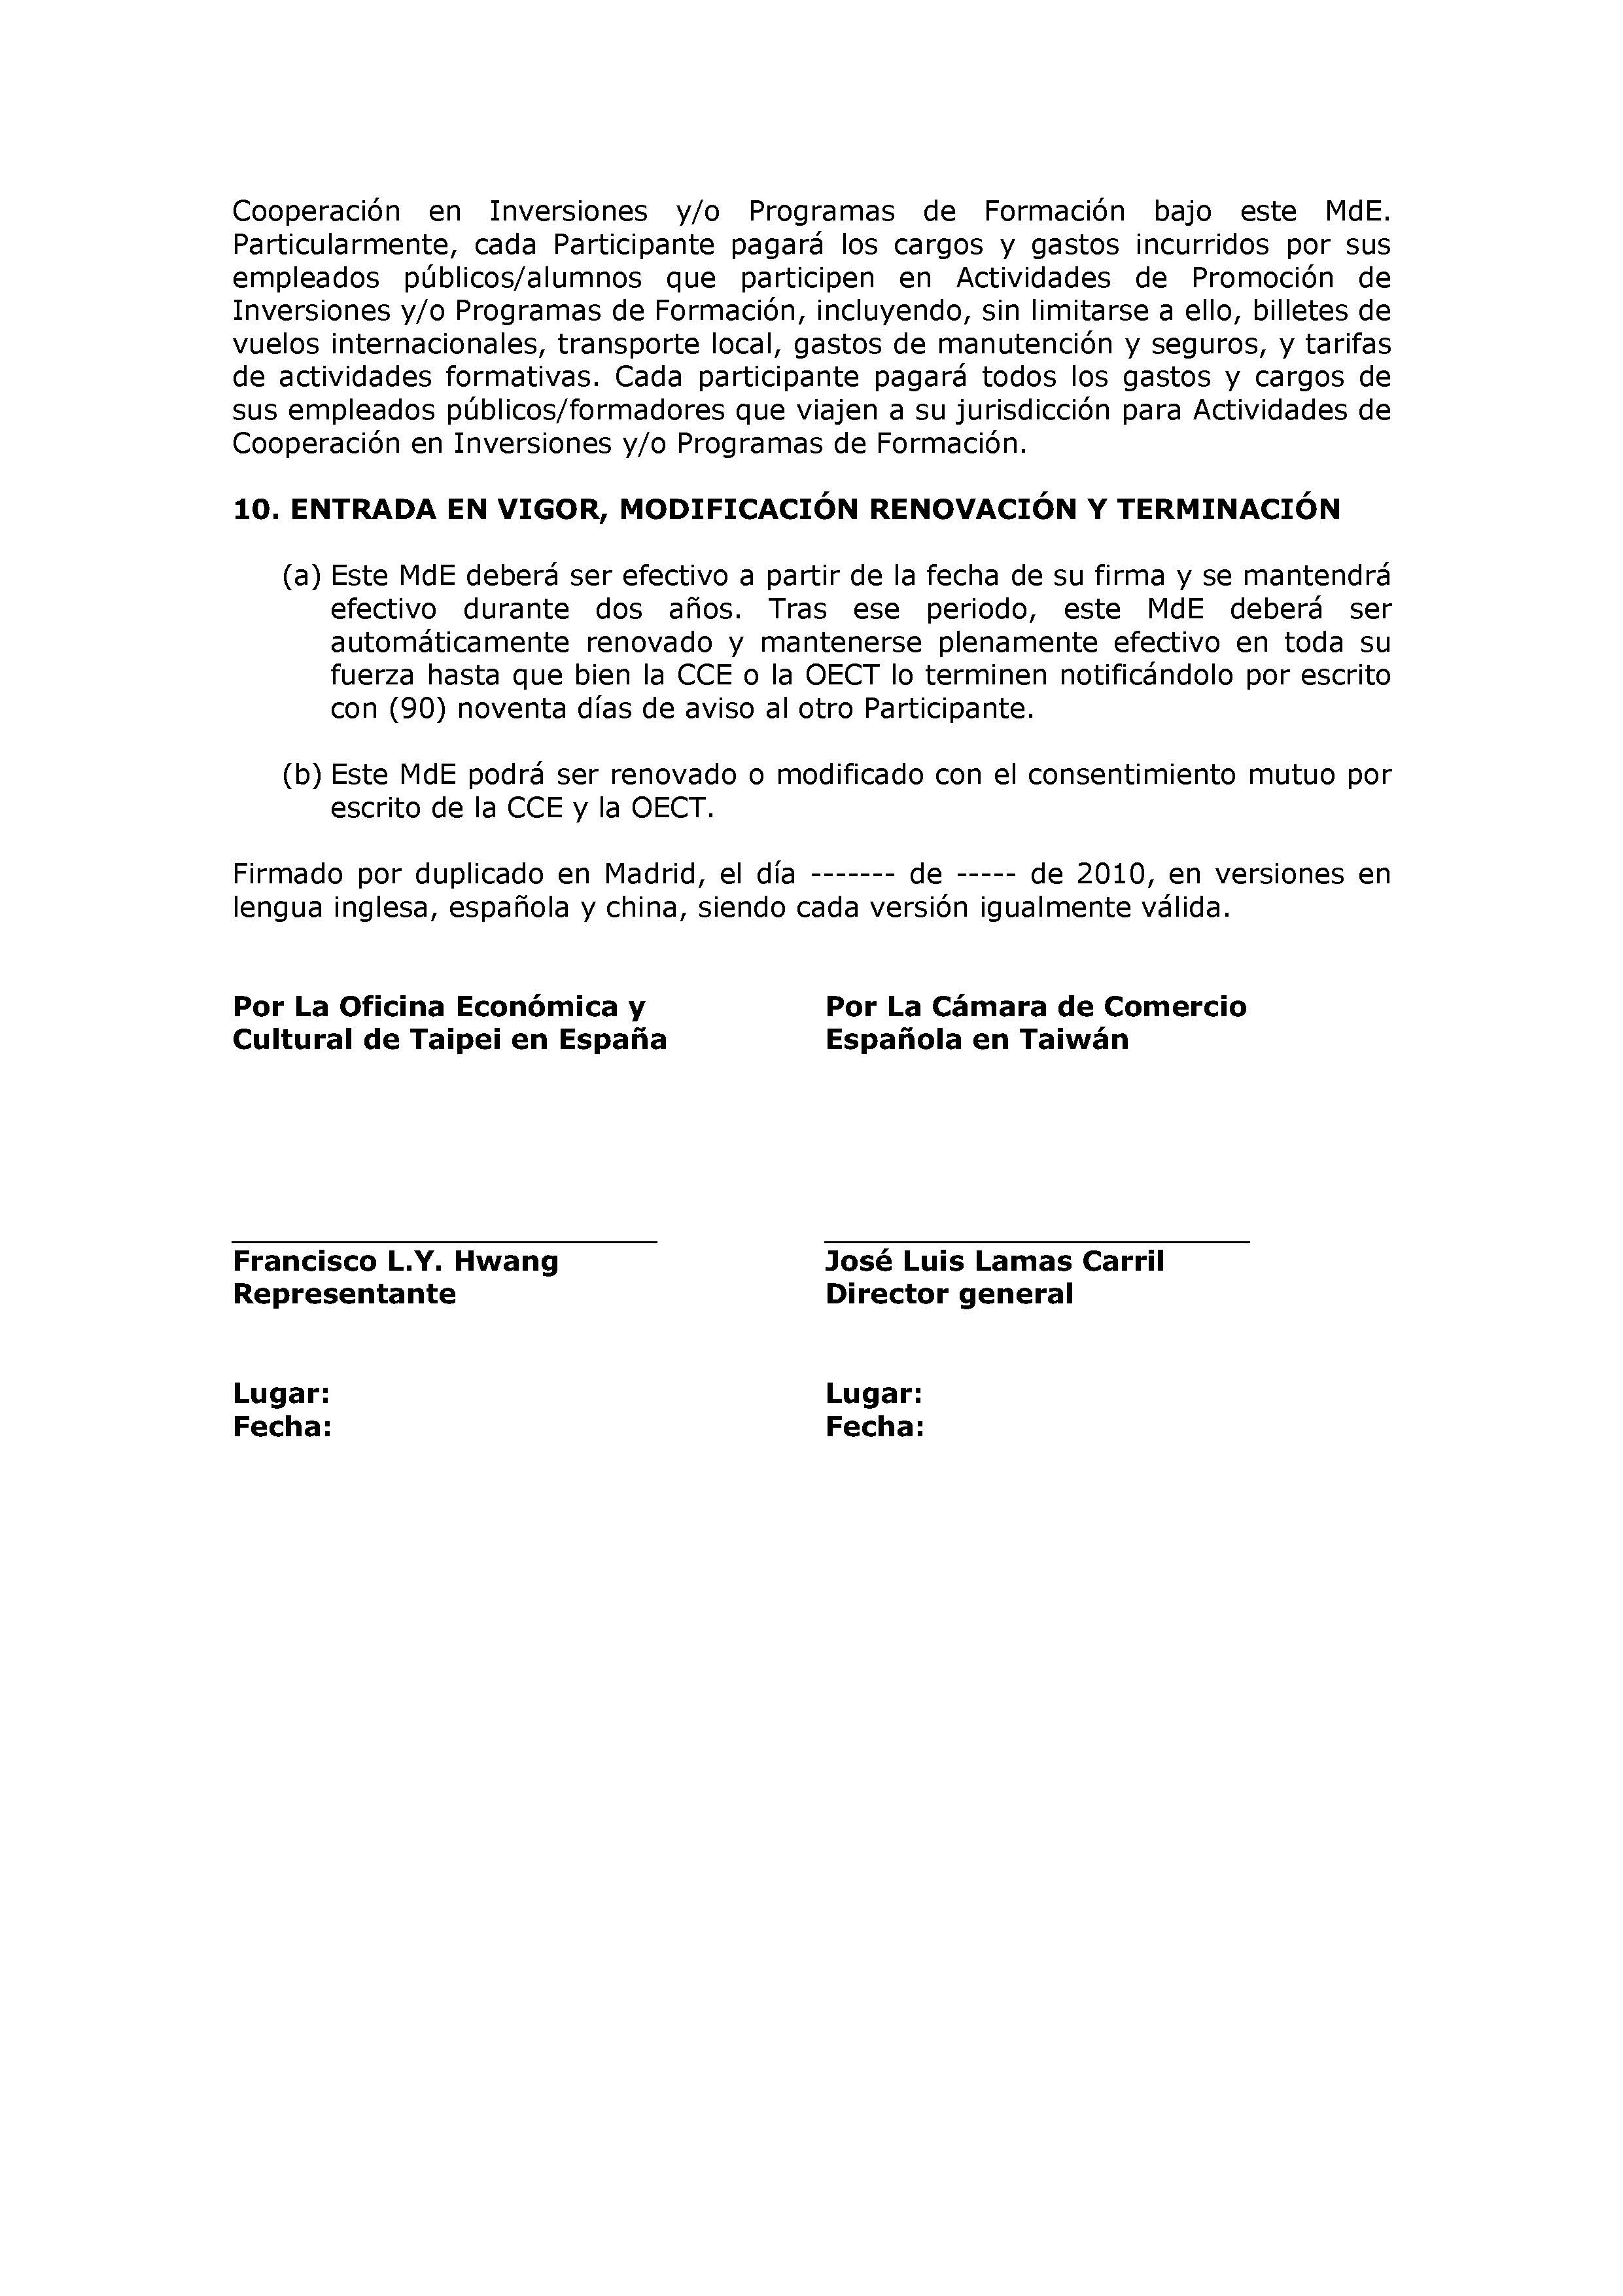 Cooperación en Inversiones y/o Programas de Formación bajo este MdE.
Particularmente, cada Participante pagará los cargos y gastos incurridos por sus
empleados públicos/alumnos que participen en Actividades de Promoción de
Inversiones y/o Programas de Formación, incluyendo, sin limitarse a ello, billetes de
vuelos internacionales, transporte local, gastos de manutención y seguros, y tarifas
de actividades formativas. Cada participante pagará todos los gastos y cargos de
sus empleados públicos/formadores que viajen a su jurisdicción para Actividades de
Cooperación en Inversiones y/o Programas de Formación.
10. ENTRADA EN VIGOR, MODIFICACIÓN RENOVACIÓN Y TERMINACIÓN
(a) Este MdE deberá ser efectivo a partir de la fecha de su firma y se mantendrá
efectivo durante dos años. Tras ese periodo, este MdE deberá ser
automáticamente renovado y mantenerse plenamente efectivo en toda su
fuerza hasta que bien la CCE o la OECT lo terminen notificándolo por escrito
con (90) noventa días de aviso al otro Participante.
(b) Este MdE podrá ser renovado o modificado con el consentimiento mutuo por
escrito de la CCE y la OECT.
Firmado por duplicado en Madrid, el día ------- de ----- de 2010, en versiones en
lengua inglesa, española y china, siendo cada versión igualmente válida.
Por La Oficina Económica y
Cultural de Taipei en España
Por La Cámara de Comercio
Española en Taiwán
Francisco L.Y. Hwang
Representante
José Luis Lamas Carril
Director general
Lugar:
Fecha:
Lugar:
Fecha: